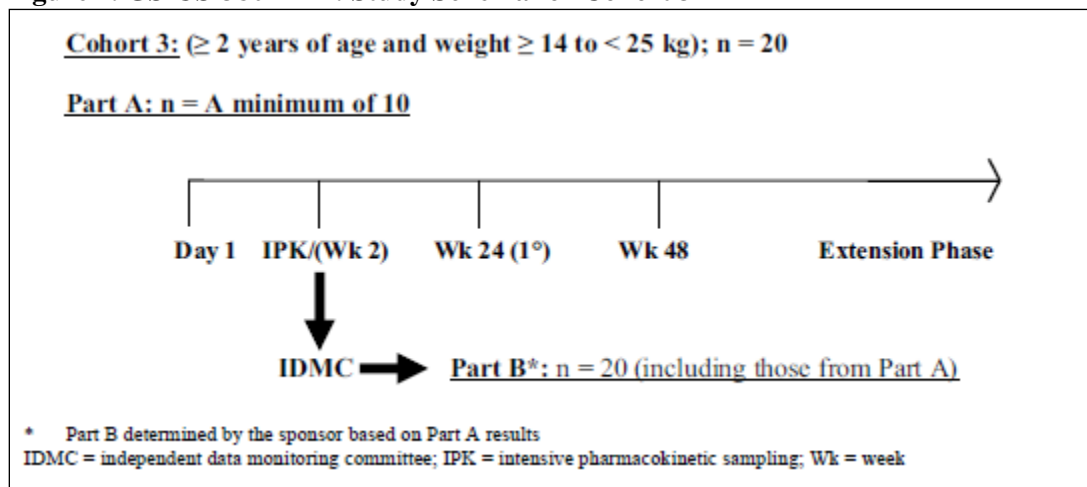 Cohort 3: (≥ 2 years of age and weight ≥ 14 to < 25 kg); n = 20
Part A: n = A minimum of 10
Day 1 IPK/(Wk 2) Wk 24 (1°) Wk 48 Extension Phase
IDMC Part B*: n = 20 (including those from Part A)
* Part B determined by the sponsor based on Part A results
IDMC = independent data monitoring committee; IPK = intensive pharmacokinetic sampling; Wk = week